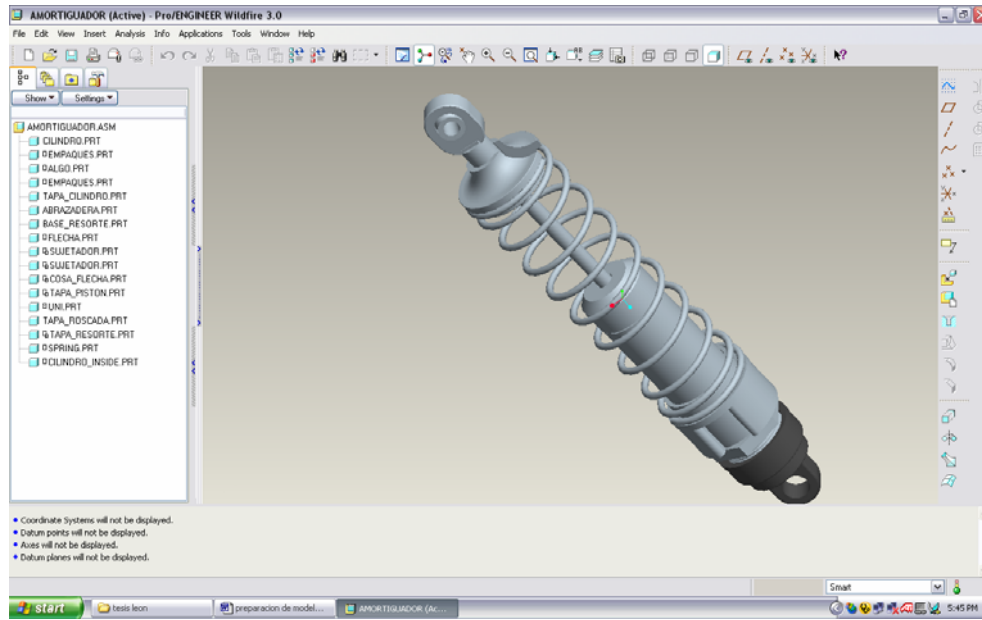 AMORTIGUADOR (Active) - Pro/ENGINEER Wildfire 3.0
File Edit View Insert Analysis Info Applications Tools Window Help
Show Settings
AMORTIGUADOR.ASM
CILINDRO.PRT
EMPAQUES.PRT
ALGO.PRT
EMPAQUES.PRT
TAPA_CILINDRO.PRT
ABRAZADERA.PRT
BASE_RESORTE.PRT
FLECHA.PRT
SUJETADOR.PRT
SUJETADOR.PRT
COSA_FLECHA.PRT
TAPA_PISTON.PRT
UNI.PRT
TAPA_ROSCADA.PRT
TAPA_RESORTE.PRT
SPRING.PRT
CILINDRO_INSIDE.PRT
• Coordinate Systems will not be displayed.
• Datum points will not be displayed.
• Axes will not be displayed.
• Datum planes will not be displayed.
Smart
start tesis leon preparacion de model... AMORTIGUADOR (Ac... 5:45 PM